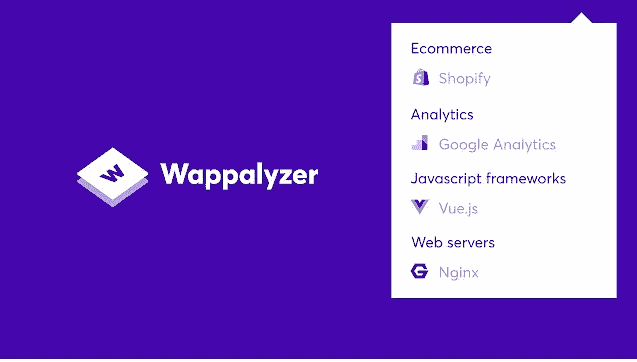 W
Wappalyzer
Ecommerce
Shopify
Analytics
Google Analytics
Javascript frameworks
Vue.js
Web servers
Nginx